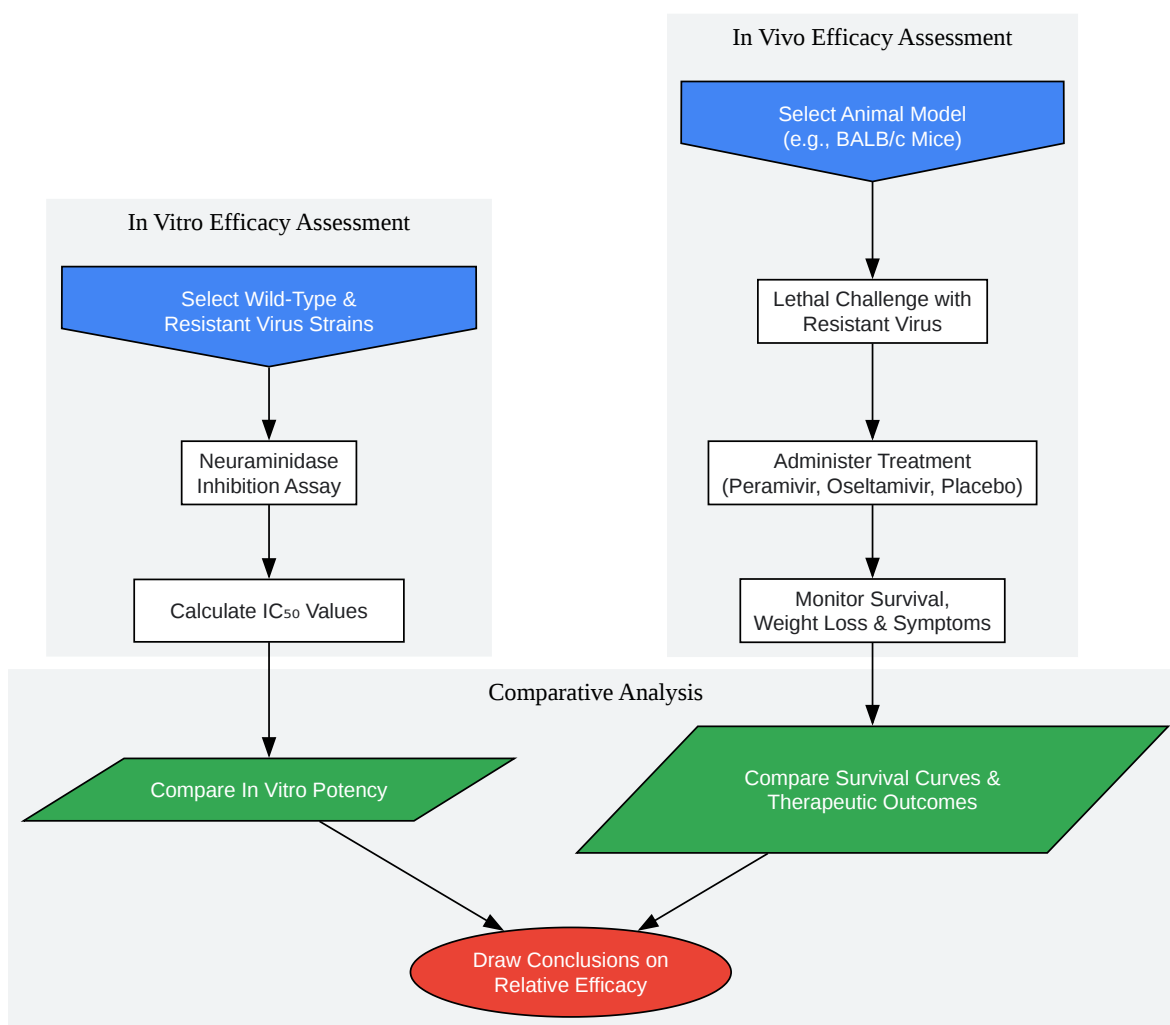 In Vivo Efficacy Assessment
Select Animal Model
(e.g., BALB/c Mice)
Lethal Challenge with
Resistant Virus
Administer Treatment
(Peramivir, Oseltamivir, Placebo)
Monitor Survival,
Weight Loss & Symptoms
In Vitro Efficacy Assessment
Select Wild-Type &
Resistant Virus Strains
Neuraminidase
Inhibition Assay
Calculate IC₅₀ Values
Comparative Analysis
Compare In Vitro Potency
Compare Survival Curves &
Therapeutic Outcomes
Draw Conclusions on
Relative Efficacy